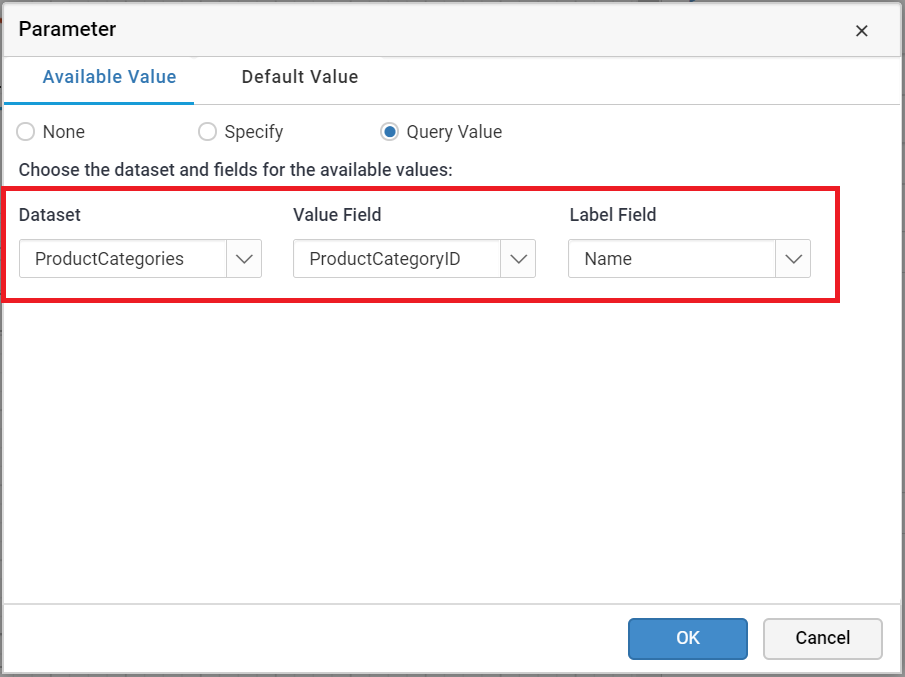 Parameter
Available Value Default Value
None Specify Query Value
Choose the dataset and fields for the available values:
Dataset Value Field Label Field
ProductCategories ProductCategoryID Name
OK Cancel